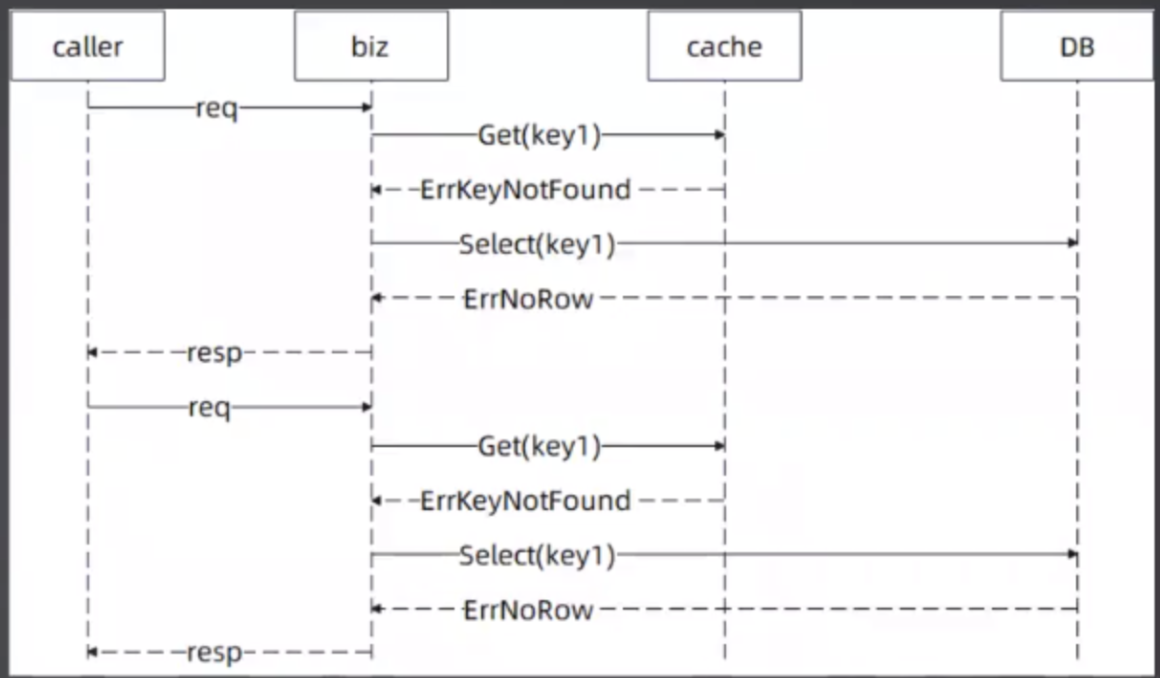 caller biz cache DB
req
Get(key1)
ErrKeyNotFound
Select(key1)
ErrNoRow
resp
req
Get(key1)
ErrKeyNotFound
Select(key1)
ErrNoRow
resp